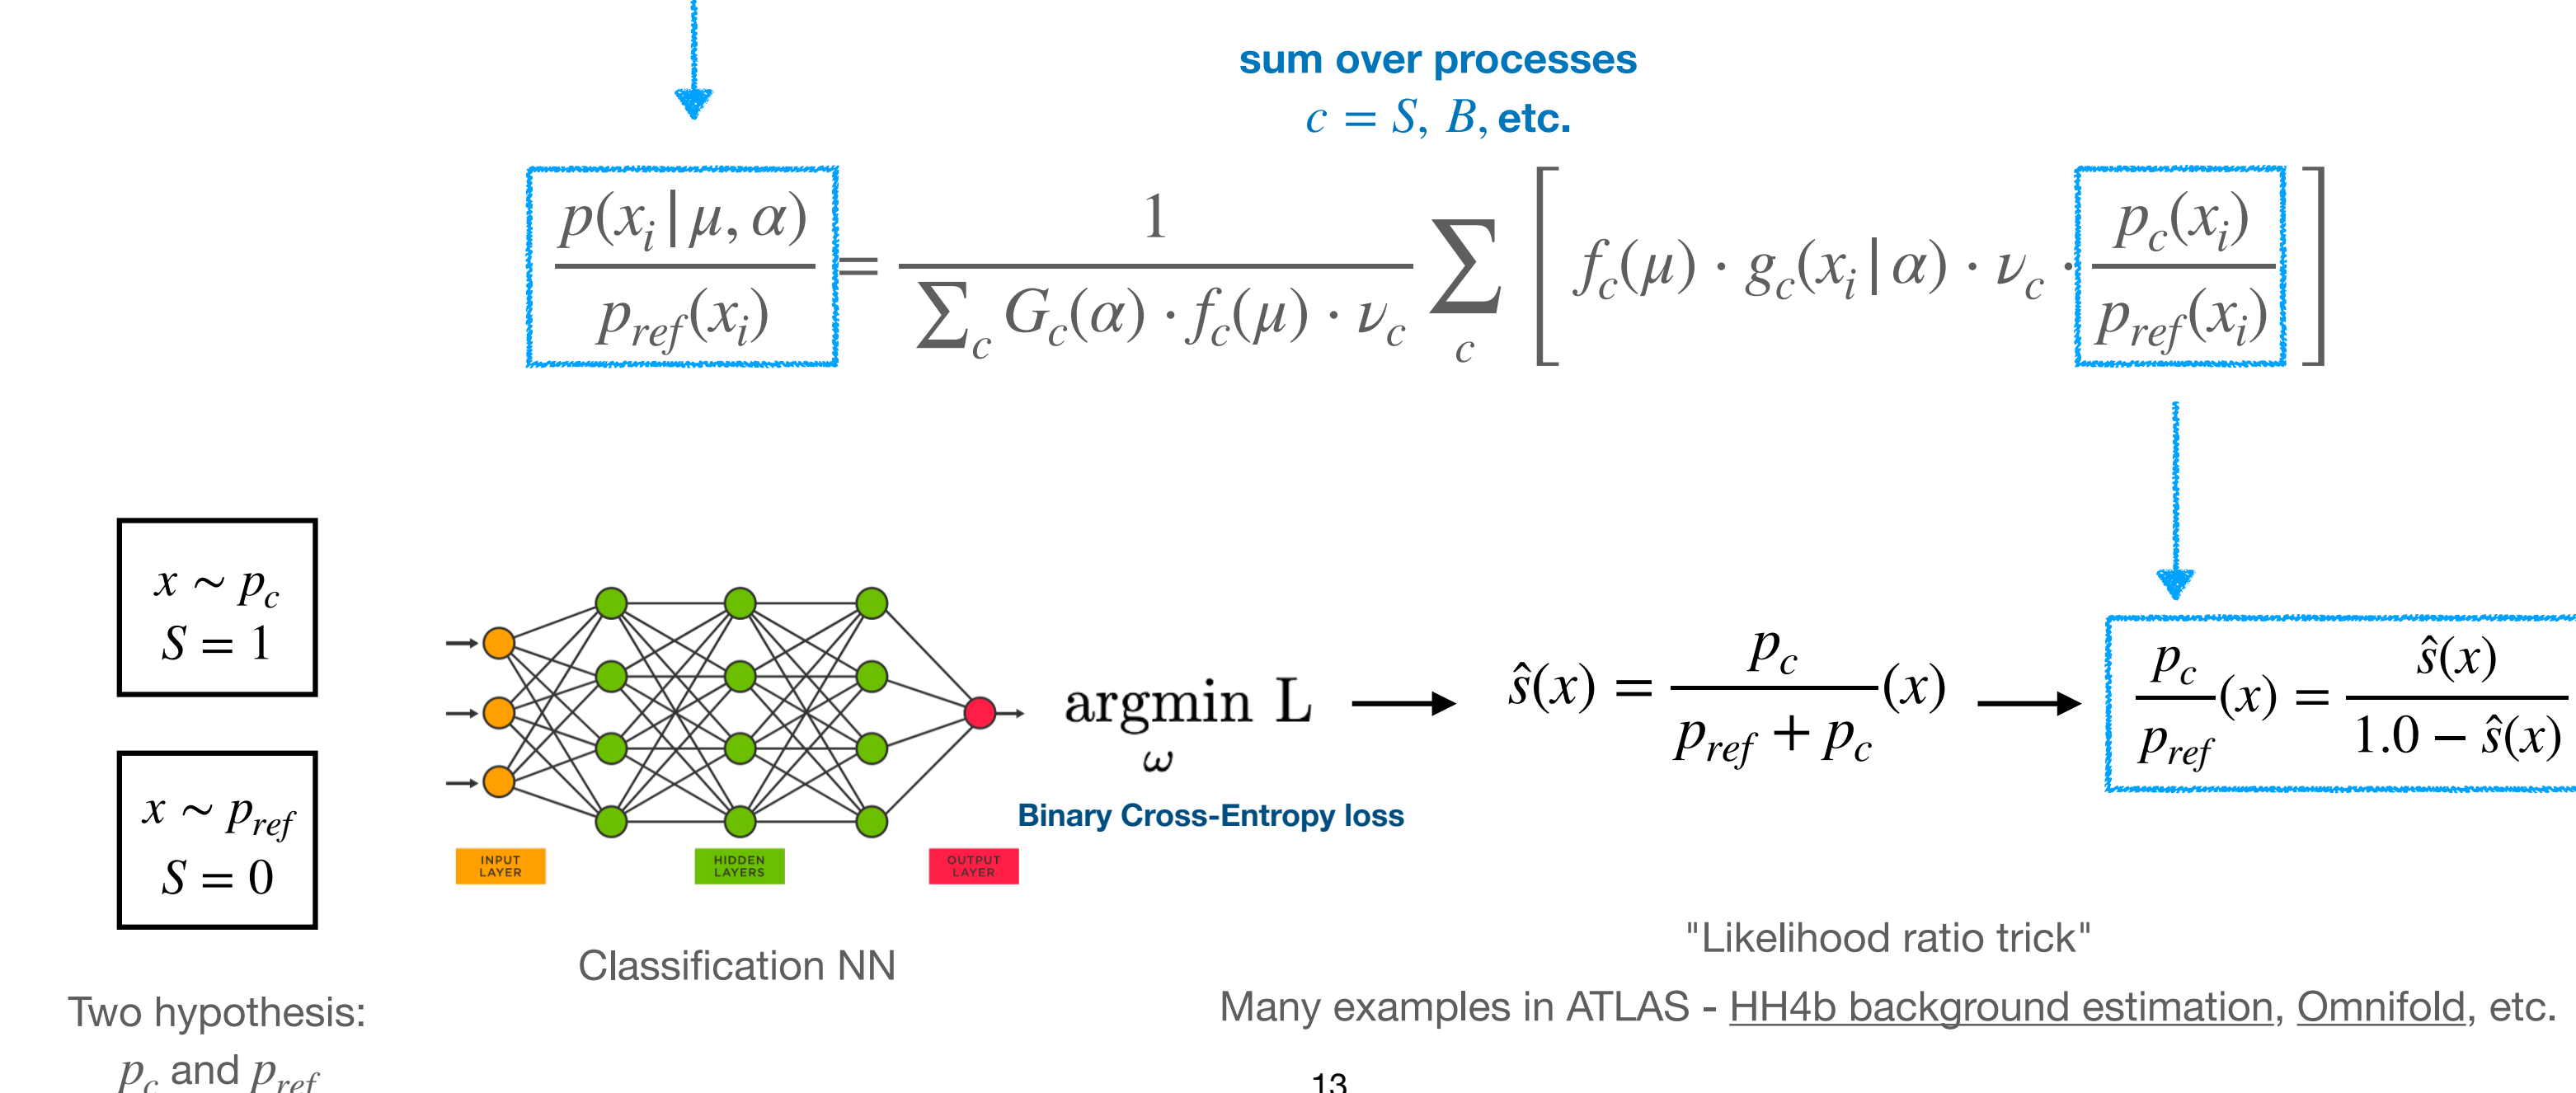 sum over processes
c = S, B, etc.
p(x_i | μ, α) / p_ref(x_i) = 1 / (∑_c G_c(α) · f_c(μ) · ν_c) ∑_c [ f_c(μ) · g_c(x_i | α) · ν_c · p_c(x_i) / p_ref(x_i) ]
x ∼ p_c
S = 1
x ∼ p_ref
S = 0
Two hypothesis:
p_c and p_ref
INPUT
LAYER
HIDDEN
LAYERS
OUTPUT
LAYER
Classification NN
argmin L
ω
Binary Cross-Entropy loss
ŝ(x) = p_c / (p_ref + p_c) (x)
p_c / p_ref (x) = ŝ(x) / (1.0 − ŝ(x))
"Likelihood ratio trick"
Many examples in ATLAS - HH4b background estimation, Omnifold, etc.
13